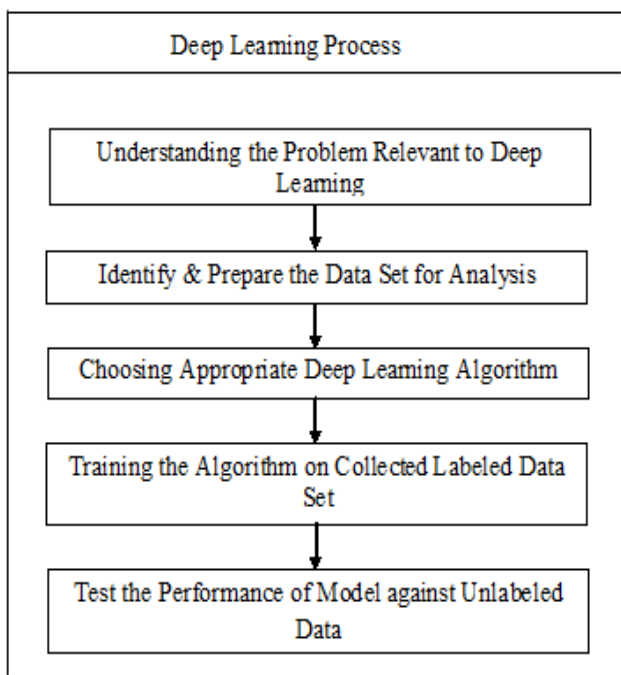 Deep Learning Process
Understanding the Problem Relevant to Deep
Learning
Identify & Prepare the Data Set for Analysis
Choosing Appropriate Deep Learning Algorithm
Training the Algorithm on Collected Labeled Data
Set
Test the Performance of Model against Unlabeled
Data